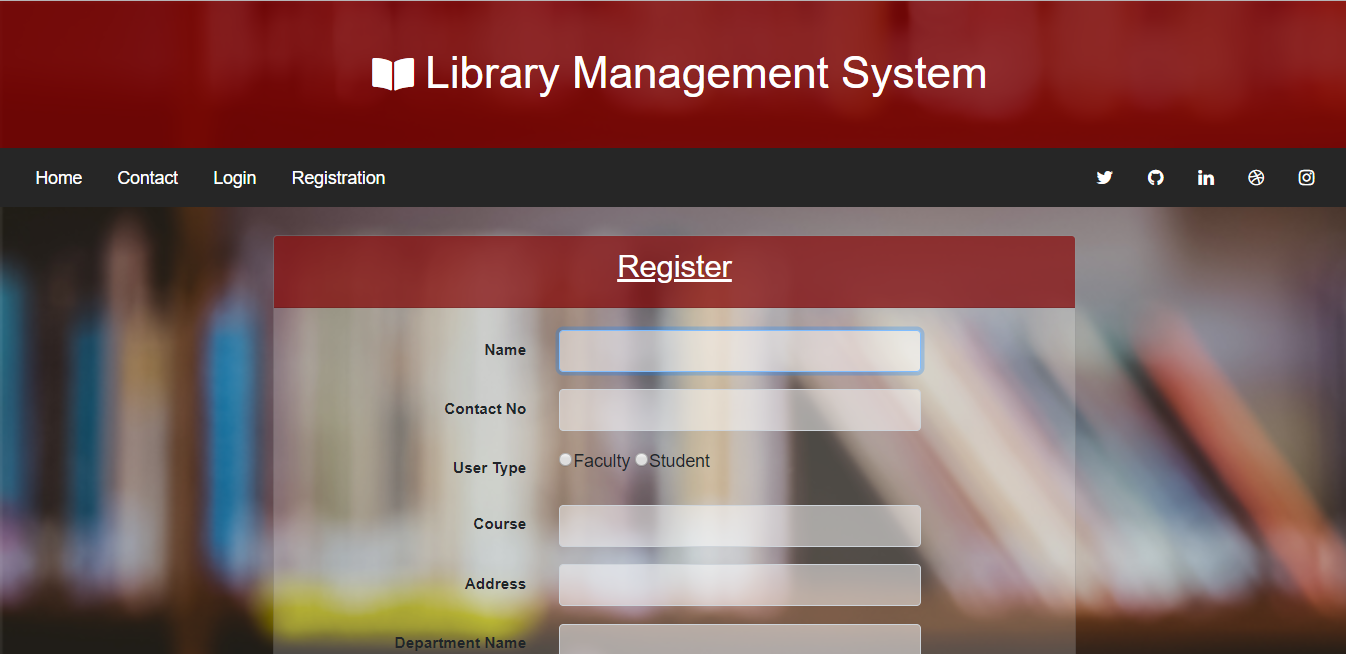 Library Management System
Home Contact Login Registration
Register
Name
Contact No
User Type Faculty Student
Course
Address
Department Name